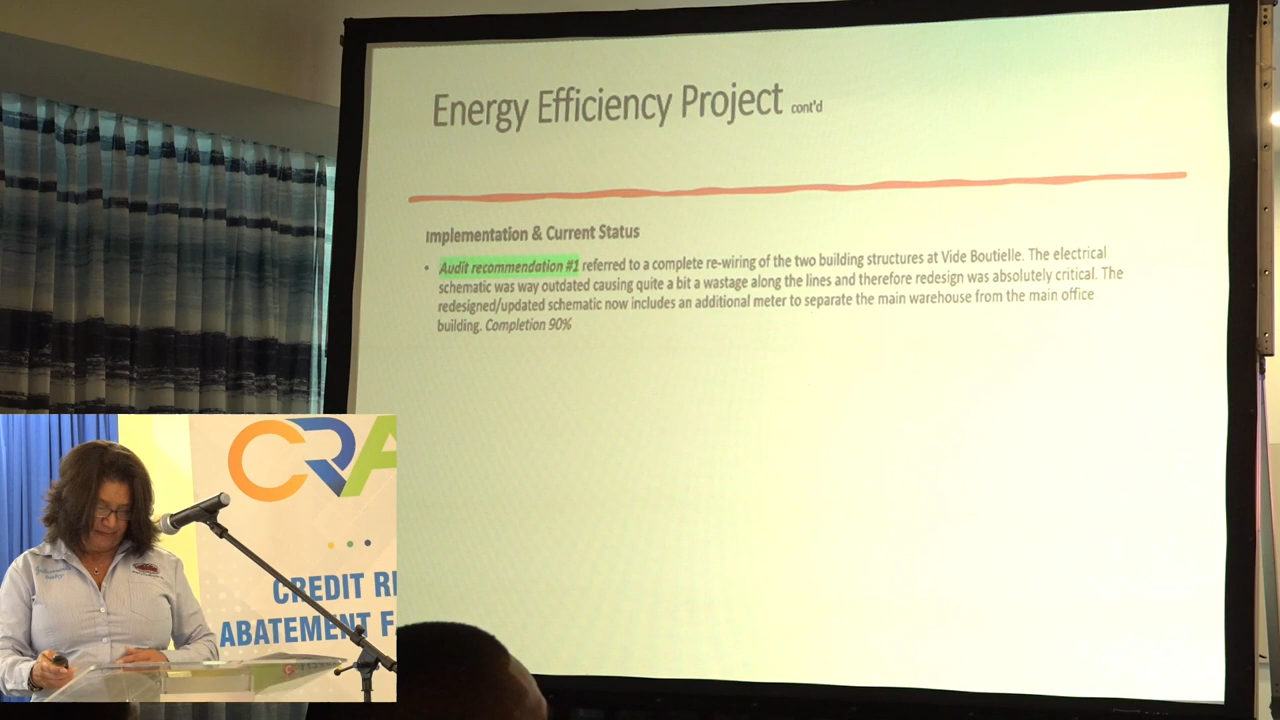 Energy Efficiency Project cont'd
Implementation & Current Status
• Audit recommendation #1 referred to a complete re-wiring of the two building structures at Vide Boutielle. The electrical
schematic was way outdated causing quite a bit a wastage along the lines and therefore redesign was absolutely critical. The
redesigned/updated schematic now includes an additional meter to separate the main warehouse from the main office
building. Completion 90%
CRA
CREDIT RI
ABATEMENT FA